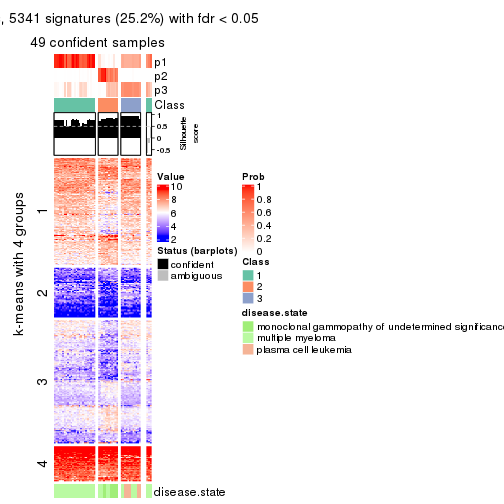 , 5341 signatures (25.2%) with fdr < 0.05
49 confident samples
p1
p2
p3
Class
1
0.5
0
-0.5
Silhouette
score
k-means with 4 groups
1
2
3
4
disease.state
Value
10
8
6
4
2
Status (barplots)
confident
ambiguous
Prob
1
0.8
0.6
0.4
0.2
0
Class
1
2
3
disease.state
monoclonal gammopathy of undetermined significance
multiple myeloma
plasma cell leukemia